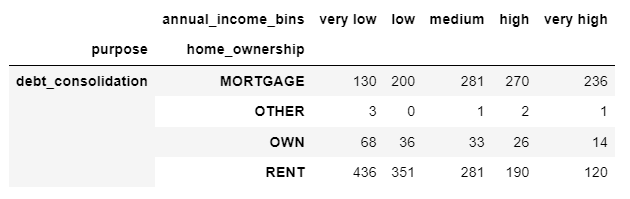 annual_income_bins very low low medium high very high
purpose home_ownership
debt_consolidation MORTGAGE 130 200 281 270 236
OTHER 3 0 1 2 1
OWN 68 36 33 26 14
RENT 436 351 281 190 120